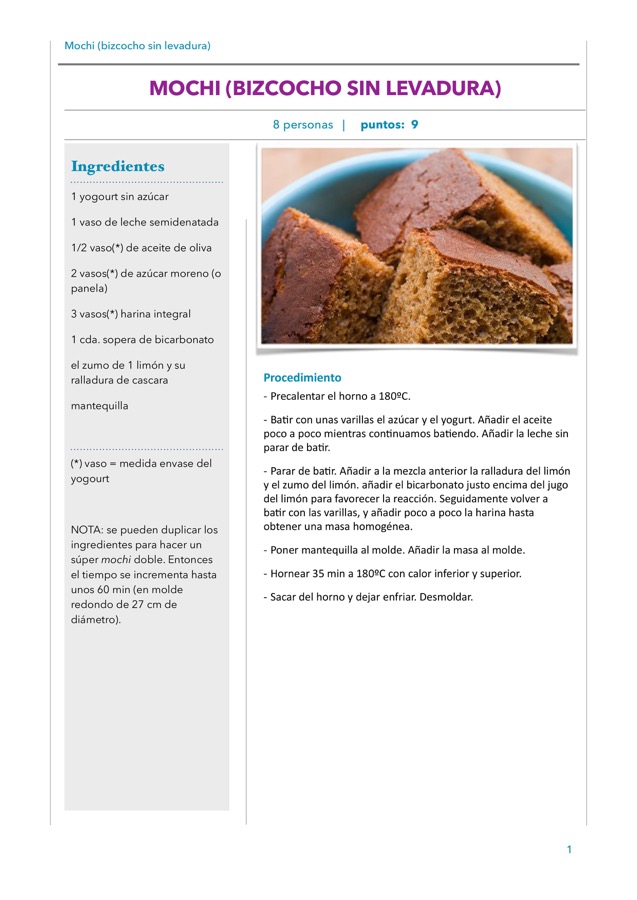 Mochi (bizcocho sin levadura)
MOCHI (BIZCOCHO SIN LEVADURA)
8 personas | puntos: 9
Ingredientes
1 yogourt sin azúcar
1 vaso de leche semidenatada
1/2 vaso(*) de aceite de oliva
2 vasos(*) de azúcar moreno (o
panela)
3 vasos(*) harina integral
1 cda. sopera de bicarbonato
el zumo de 1 limón y su
ralladura de cascara
mantequilla
(*) vaso = medida envase del
yogourt
NOTA: se pueden duplicar los
ingredientes para hacer un
súper mochi doble. Entonces
el tiempo se incrementa hasta
unos 60 min (en molde
redondo de 27 cm de
diámetro).
Procedimiento
- Precalentar el horno a 180ºC.
- Batir con unas varillas el azúcar y el yogurt. Añadir el aceite
poco a poco mientras continuamos batiendo. Añadir la leche sin
parar de batir.
- Parar de batir. Añadir a la mezcla anterior la ralladura del limón
y el zumo del limón. añadir el bicarbonato justo encima del jugo
del limón para favorecer la reacción. Seguidamente volver a
batir con las varillas, y añadir poco a poco la harina hasta
obtener una masa homogénea.
- Poner mantequilla al molde. Añadir la masa al molde.
- Hornear 35 min a 180ºC con calor inferior y superior.
- Sacar del horno y dejar enfriar. Desmoldar.
1